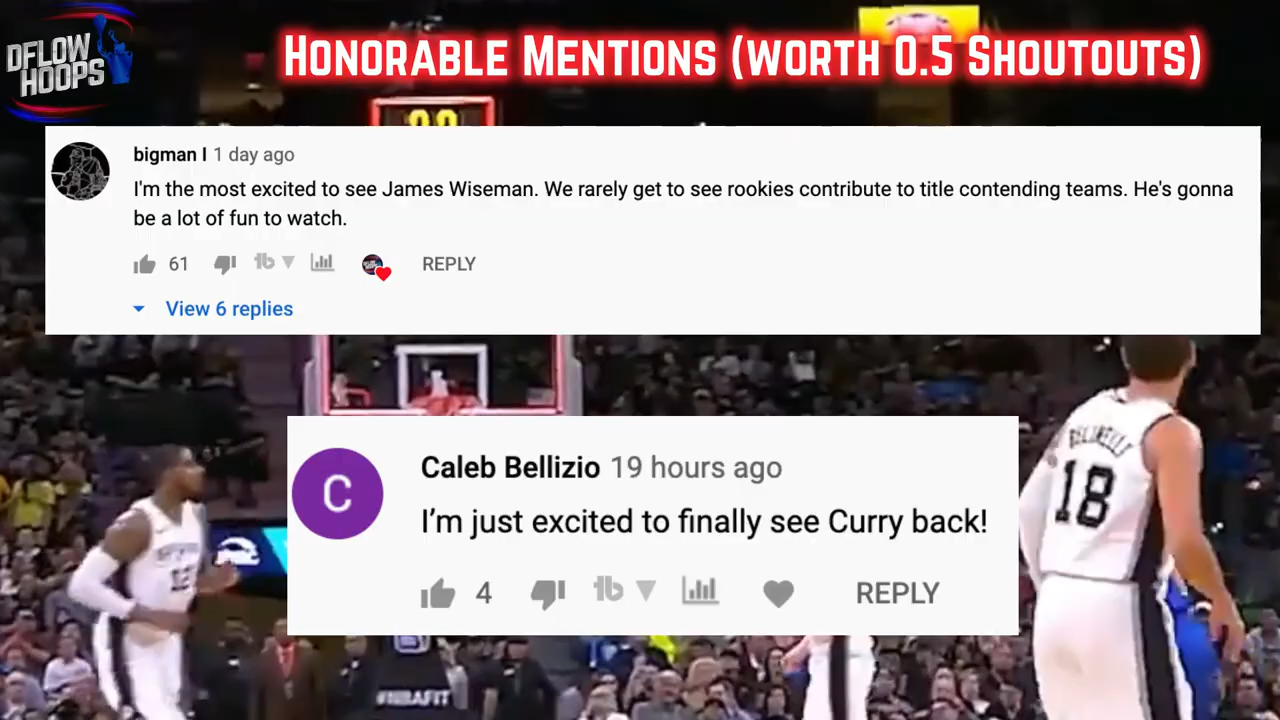 DFLOW
HOOPS
HONORABLE MENTIONS (WORTH 0.5 SHOUTOUTS)
bigman I 1 day ago
I'm the most excited to see James Wiseman. We rarely get to see rookies contribute to title contending teams. He's gonna
be a lot of fun to watch.
61
REPLY
View 6 replies
C
Caleb Bellizio 19 hours ago
I'm just excited to finally see Curry back!
4
REPLY
BELINELLI
18
12
#NBAFIT